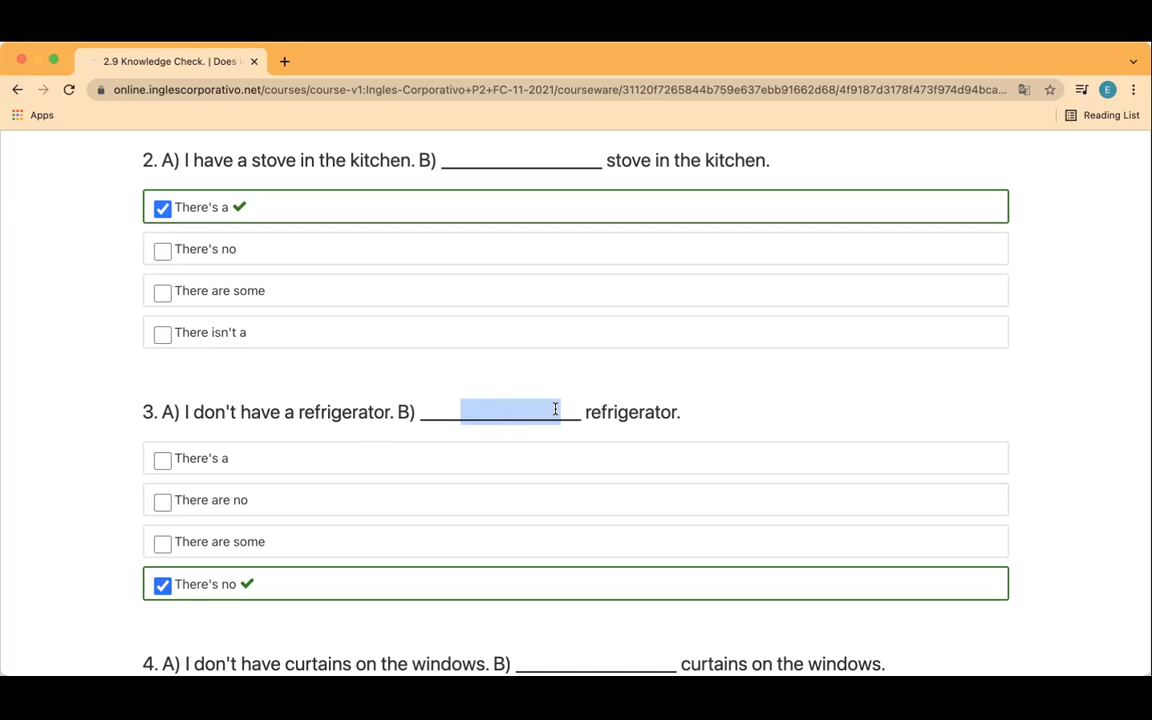 2.9 Knowledge Check. | Does
online.inglescorporativo.net/courses/course-v1:Ingles-Corporativo+P2+FC-11-2021/courseware/31120f7265844b759e637ebb91662d68/4f9187d3178f473f974d94bca...
E
Apps
Reading List
2. A) I have a stove in the kitchen. B) ________________ stove in the kitchen.
There's a
There's no
There are some
There isn't a
3. A) I don't have a refrigerator. B) ________________ refrigerator.
There's a
There are no
There are some
There's no
4. A) I don't have curtains on the windows. B) ________________ curtains on the windows.